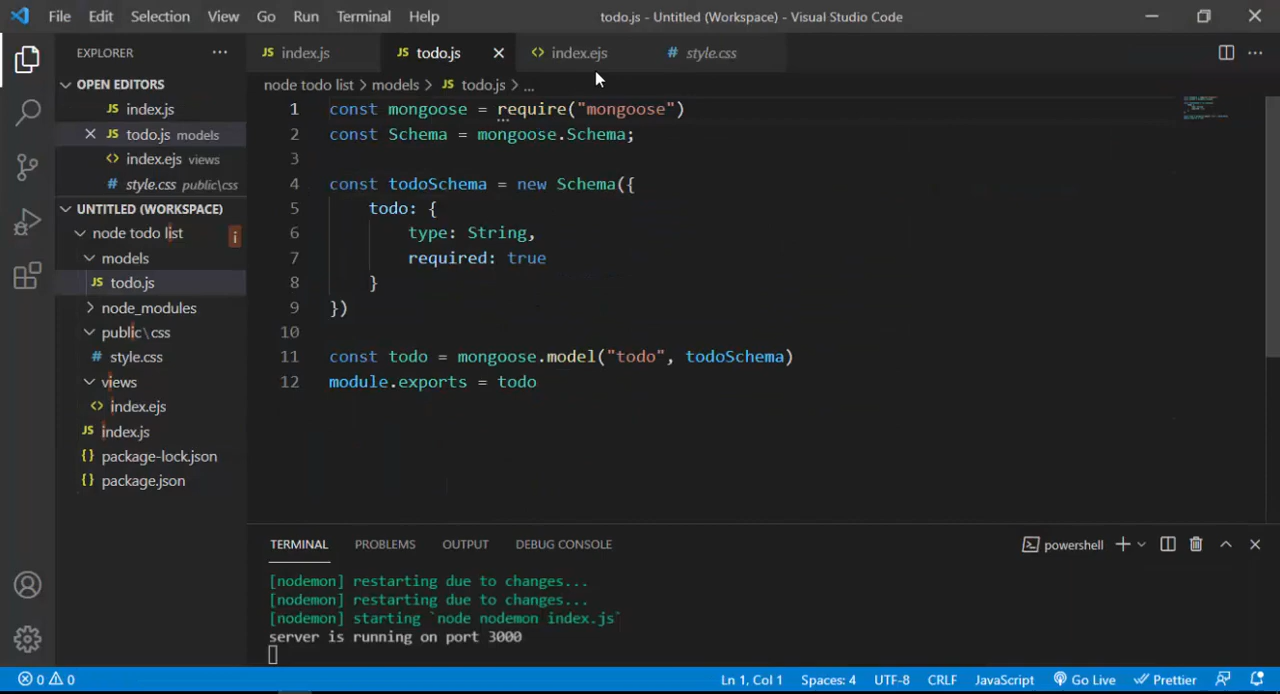 File Edit Selection View Go Run Terminal Help
todo.js - Untitled (Workspace) - Visual Studio Code
EXPLORER
OPEN EDITORS
JS index.js
JS todo.js models
<> index.ejs views
# style.css public\css
UNTITLED (WORKSPACE)
node todo list
i
models
JS todo.js
node_modules
public\css
# style.css
views
<> index.ejs
JS index.js
{} package-lock.json
{} package.json
JS index.js JS todo.js <> index.ejs # style.css
node todo list > models > JS todo.js > ...
1 const mongoose = require("mongoose")
2 const Schema = mongoose.Schema;
3
4 const todoSchema = new Schema({
5 todo: {
6 type: String,
7 required: true
8 }
9 })
10
11 const todo = mongoose.model("todo", todoSchema)
12 module.exports = todo
TERMINAL PROBLEMS OUTPUT DEBUG CONSOLE
powershell
[nodemon] restarting due to changes...
[nodemon] restarting due to changes...
[nodemon] starting `node nodemon index.js`
server is running on port 3000
0 0
Ln 1, Col 1 Spaces: 4 UTF-8 CRLF JavaScript Go Live Prettier